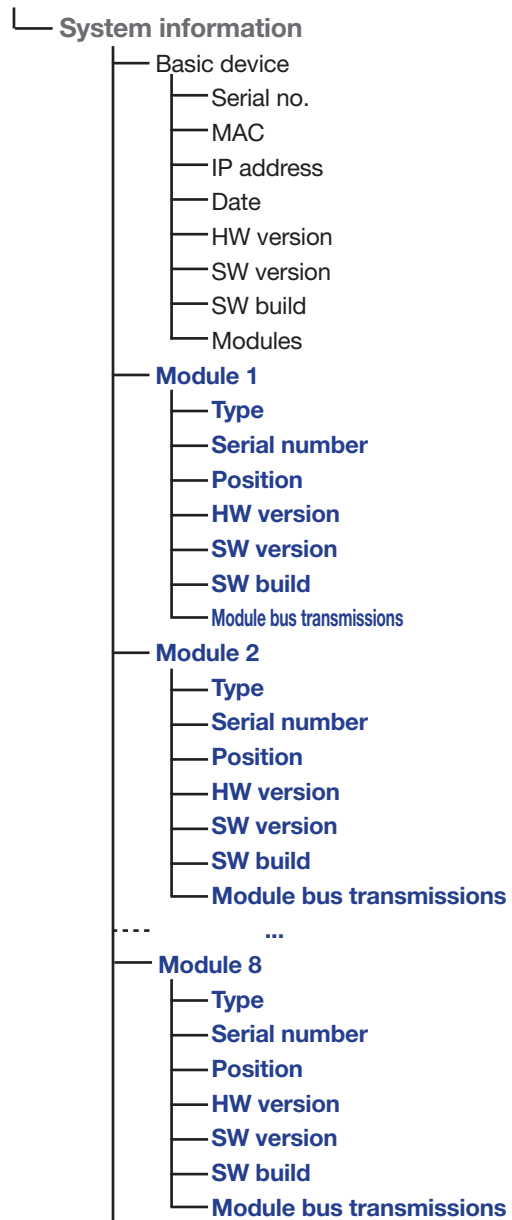 System information
Basic device
Serial no.
MAC
IP address
Date
HW version
SW version
SW build
Modules
Module 1
Type
Serial number
Position
HW version
SW version
SW build
Module bus transmissions
Module 2
Type
Serial number
Position
HW version
SW version
SW build
Module bus transmissions
...
Module 8
Type
Serial number
Position
HW version
SW version
SW build
Module bus transmissions